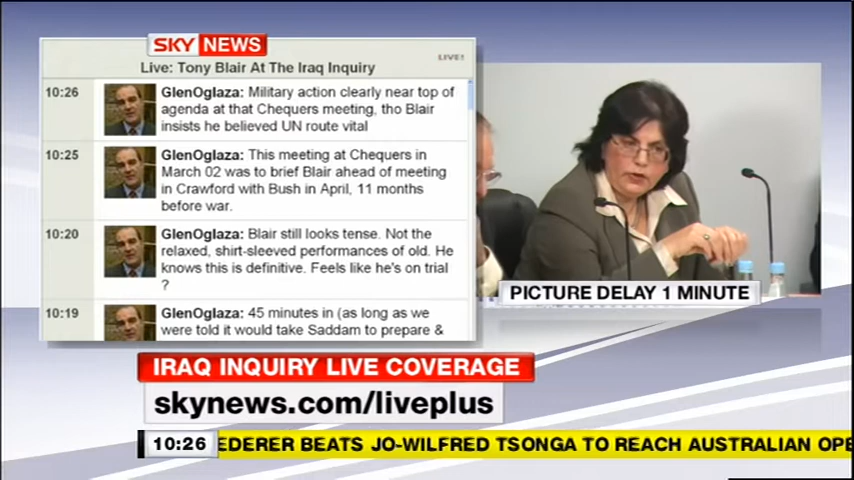 SKY NEWS
LIVE!
Live: Tony Blair At The Iraq Inquiry
10:26
GlenOglaza: Military action clearly near top of
agenda at that Chequers meeting, tho Blair
insists he believed UN route vital
10:25
GlenOglaza: This meeting at Chequers in
March 02 was to brief Blair ahead of meeting
in Crawford with Bush in April, 11 months
before war.
10:20
GlenOglaza: Blair still looks tense. Not the
relaxed, shirt-sleeved performances of old. He
knows this is definitive. Feels like he's on trial
?
10:19
GlenOglaza: 45 minutes in (as long as we
were told it would take Saddam to prepare &
PICTURE DELAY 1 MINUTE
IRAQ INQUIRY LIVE COVERAGE
skynews.com/liveplus
10:26 EDERER BEATS JO-WILFRED TSONGA TO REACH AUSTRALIAN OPE